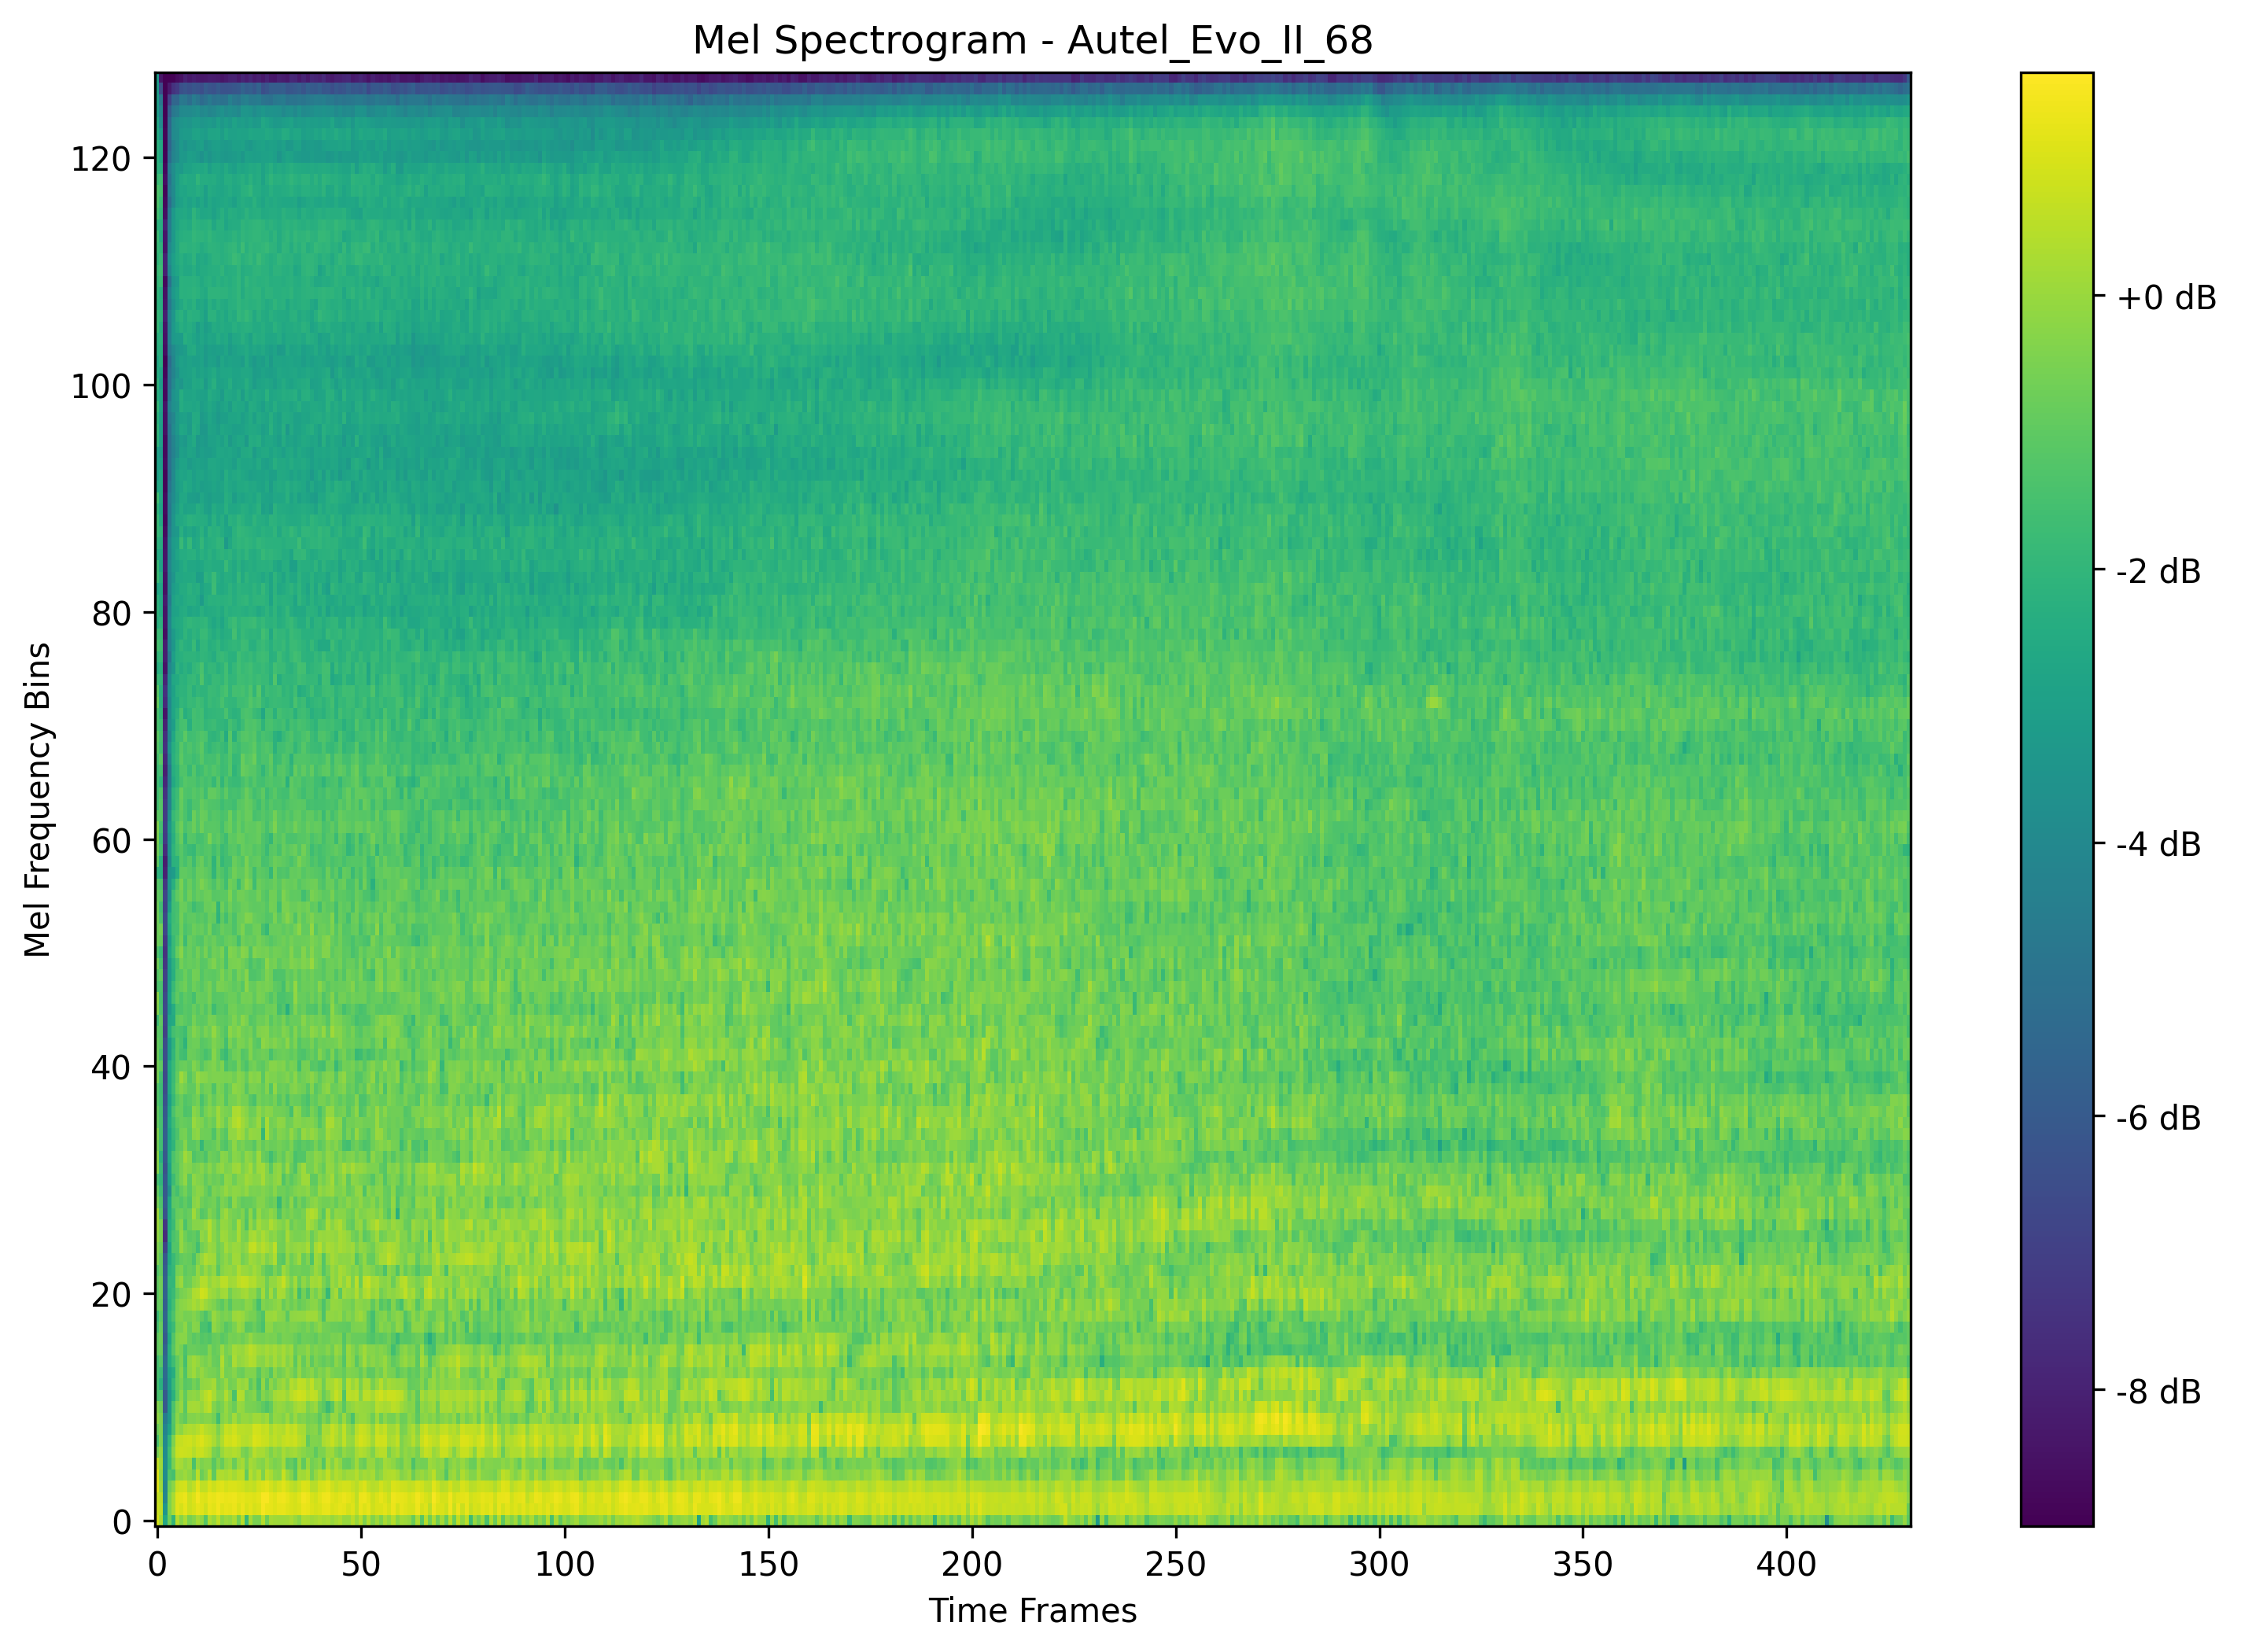 Mel Spectrogram - Autel_Evo_II_68
Mel Frequency Bins
120
100
80
60
40
20
0
0 50 100 150 200 250 300 350 400
Time Frames
+0 dB
-2 dB
-4 dB
-6 dB
-8 dB